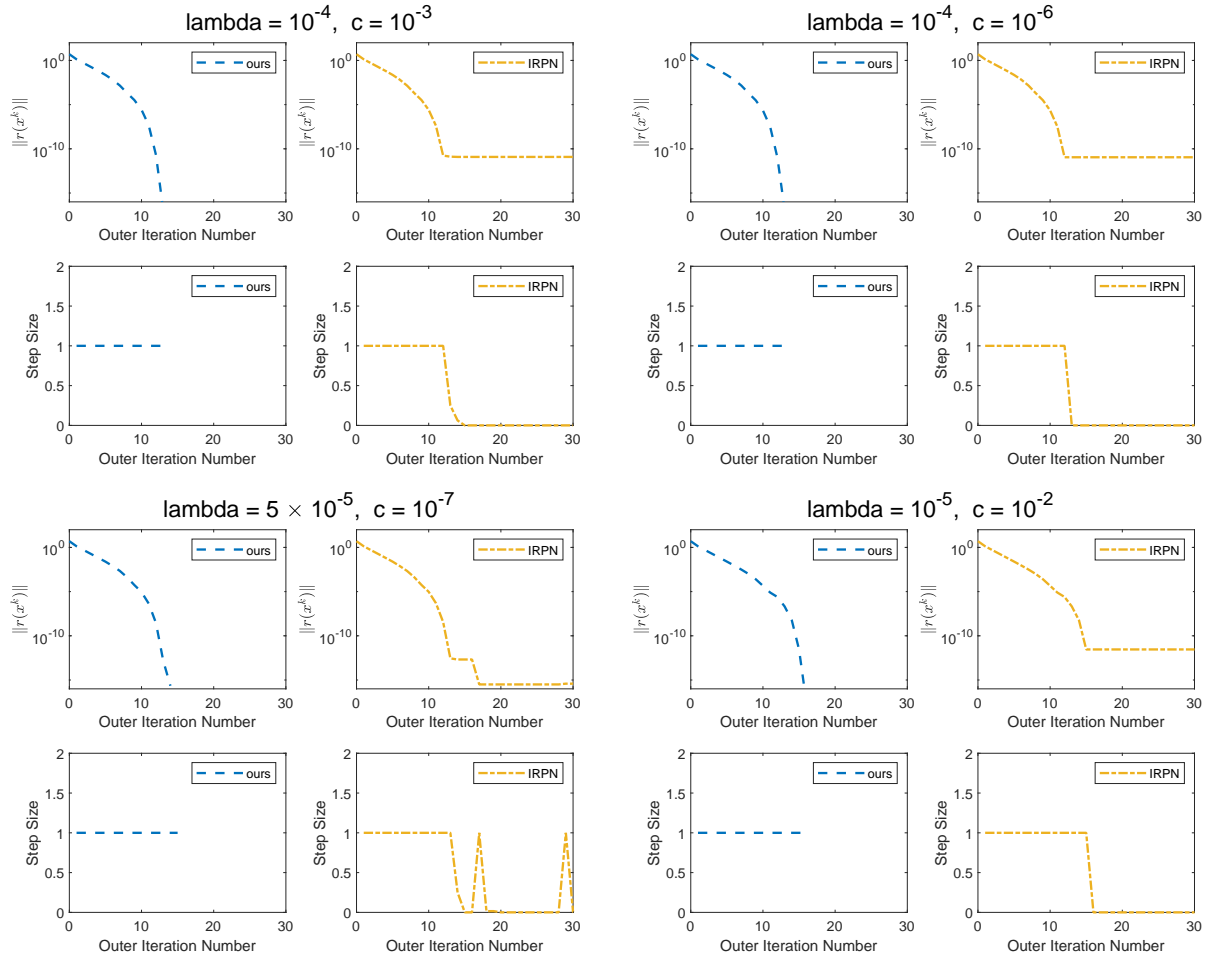 lambda = 10^-4, c = 10^-3
lambda = 10^-4, c = 10^-6
10^0
10^-10
||r(x^k)||
ours
0 10 20 30
Outer Iteration Number
10^0
10^-10
||r(x^k)||
IRPN
0 10 20 30
Outer Iteration Number
10^0
10^-10
||r(x^k)||
ours
0 10 20 30
Outer Iteration Number
10^0
10^-10
||r(x^k)||
IRPN
0 10 20 30
Outer Iteration Number
2
1.5
1
0.5
0
Step Size
ours
0 10 20 30
Outer Iteration Number
2
1.5
1
0.5
0
Step Size
IRPN
0 10 20 30
Outer Iteration Number
2
1.5
1
0.5
0
Step Size
ours
0 10 20 30
Outer Iteration Number
2
1.5
1
0.5
0
Step Size
IRPN
0 10 20 30
Outer Iteration Number
lambda = 5 × 10^-5, c = 10^-7
lambda = 10^-5, c = 10^-2
10^0
10^-10
||r(x^k)||
ours
0 10 20 30
Outer Iteration Number
10^0
10^-10
||r(x^k)||
IRPN
0 10 20 30
Outer Iteration Number
10^0
10^-10
||r(x^k)||
ours
0 10 20 30
Outer Iteration Number
10^0
10^-10
||r(x^k)||
IRPN
0 10 20 30
Outer Iteration Number
2
1.5
1
0.5
0
Step Size
ours
0 10 20 30
Outer Iteration Number
2
1.5
1
0.5
0
Step Size
IRPN
0 10 20 30
Outer Iteration Number
2
1.5
1
0.5
0
Step Size
ours
0 10 20 30
Outer Iteration Number
2
1.5
1
0.5
0
Step Size
IRPN
0 10 20 30
Outer Iteration Number